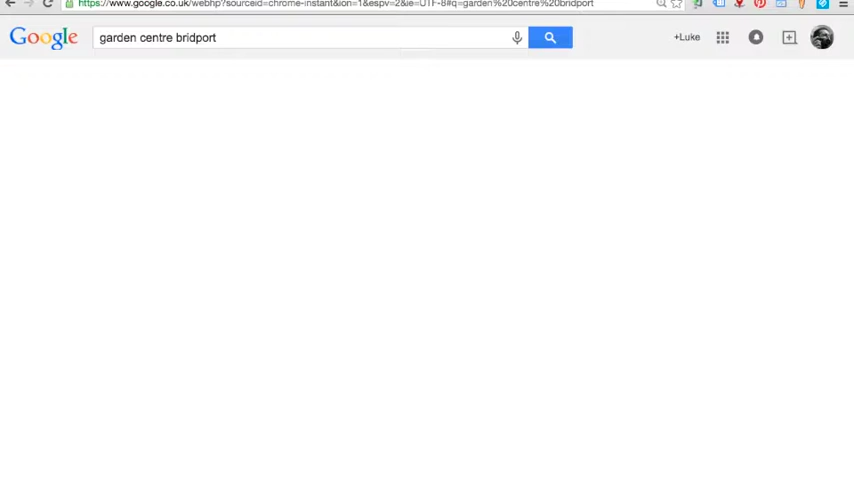 https://www.google.co.uk/webhp?sourceid=chrome-instant&ion=1&espv=2&ie=UTF-8#q=garden%20centre%20bridport
Google garden centre bridport +Luke